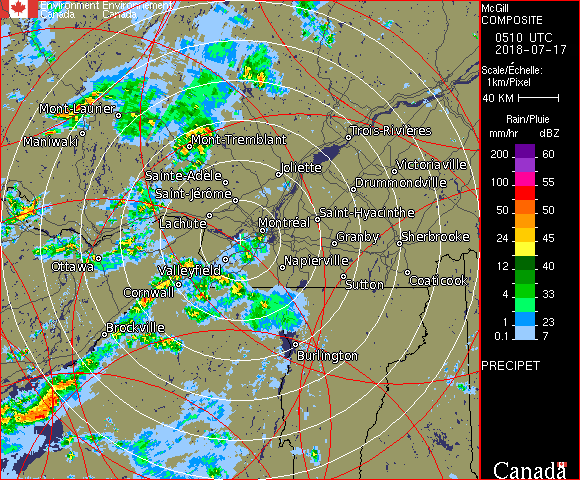 Environment Environnement
Canada Canada
McGill
COMPOSITE
0510 UTC
2018-07-17
Scale/Échelle:
1km/Pixel
40 KM
Rain/Pluie
mm/hr dBZ
200 60
100 55
50 50
24 45
12 40
4 33
1 23
0.1 7
PRECIPET
Canada
Mont-Laurier
Maniwaki
Mont-Tremblant
Trois-Rivières
Joliette
Victoriaville
Sainte-Adèle
Drummondville
Saint-Jérôme
Lachute
Saint-Hyacinthe
Montréal
Granby
Sherbrooke
Ottawa
Valleyfield
Napierville
Sutton
Coaticook
Cornwall
Brockville
Burlington